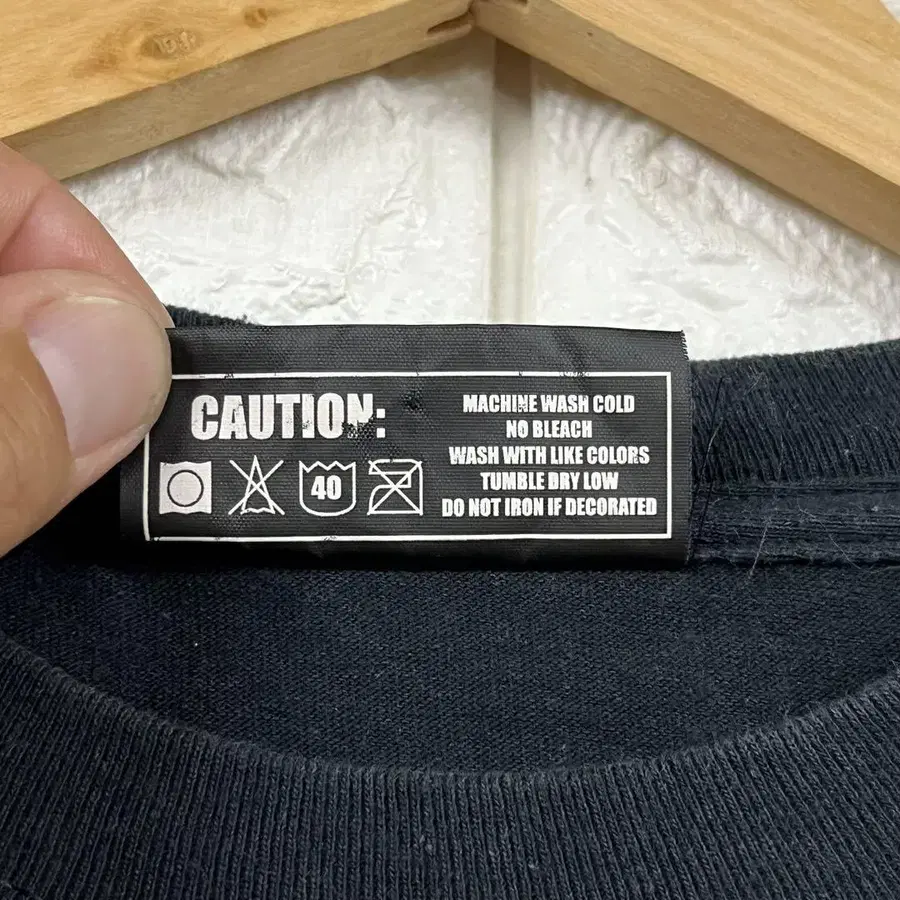 CAUTION:
40
MACHINE WASH COLD
NO BLEACH
WASH WITH LIKE COLORS
TUMBLE DRY LOW
DO NOT IRON IF DECORATED